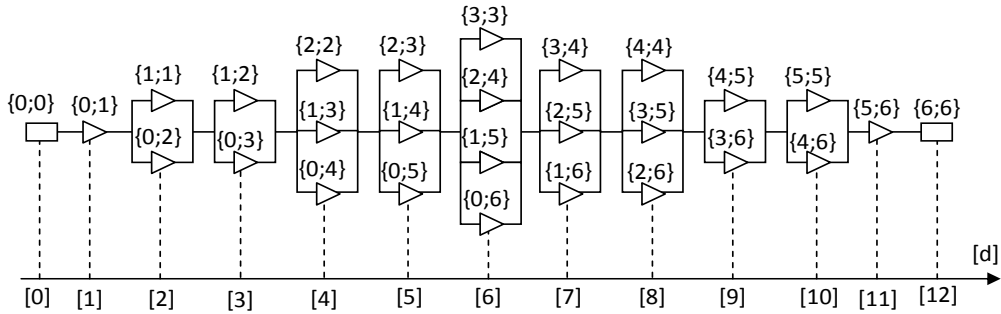 {3;3}
{2;2} {2;3} {3;4} {4;4}
{1;1} {1;2} {2;4} {4;5} {5;5}
{0;0} {0;1} {1;3} {1;4} {2;5} {3;5} {5;6} {6;6}
{0;2} {0;3} {1;5} {3;6} {4;6}
{0;4} {0;5} {1;6} {2;6}
{0;6}
[d]
[0] [1] [2] [3] [4] [5] [6] [7] [8] [9] [10] [11] [12]